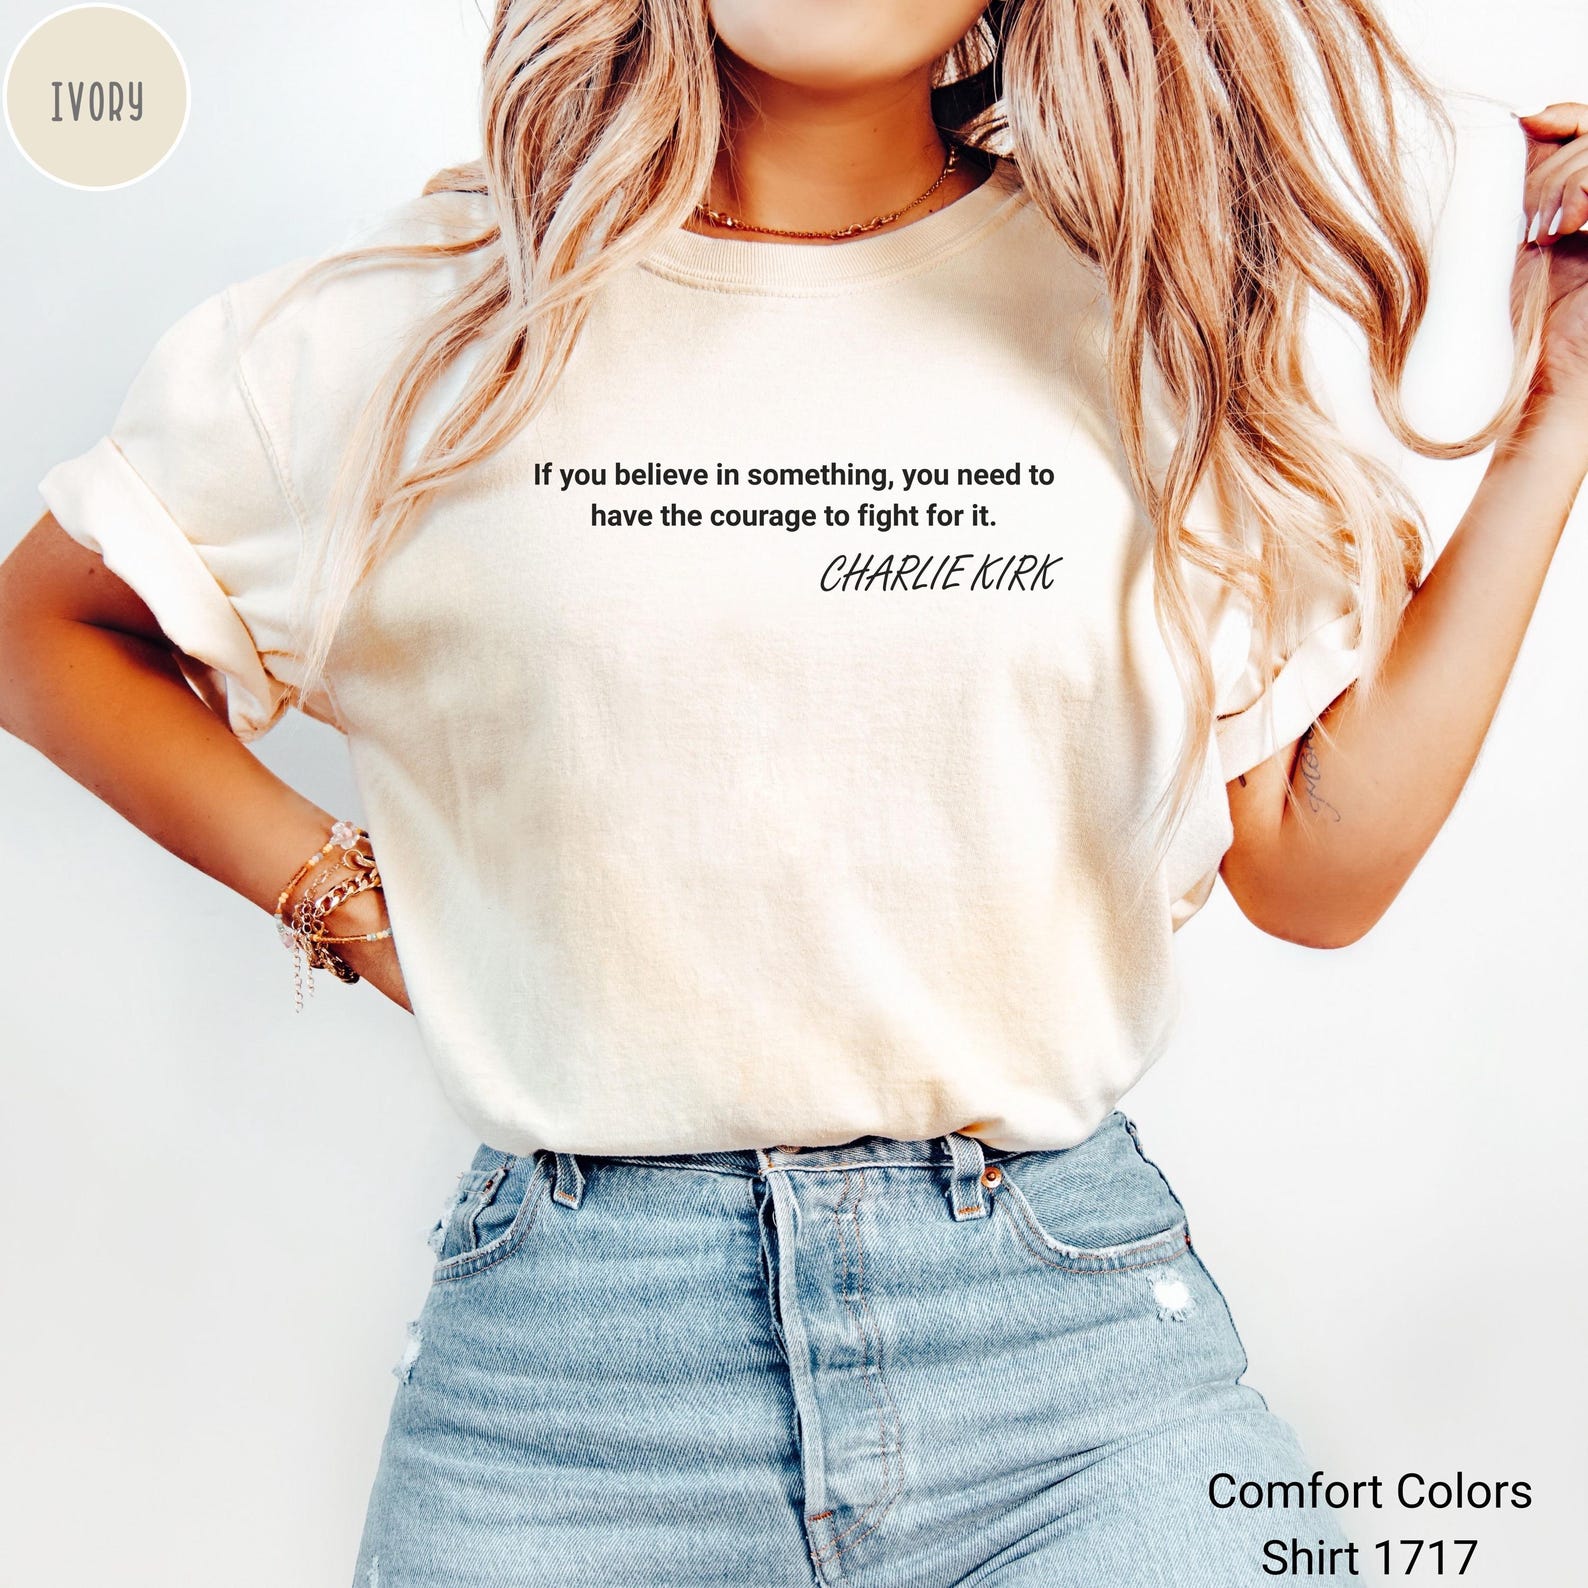 IVORY
If you believe in something, you need to
have the courage to fight for it.
CHARLIE KIRK
Comfort Colors
Shirt 1717